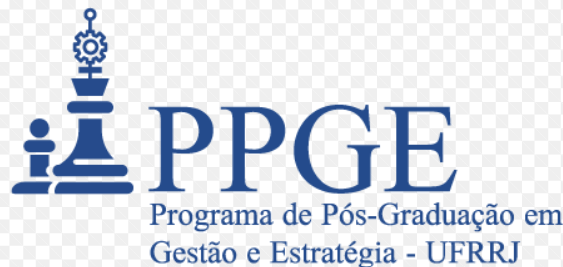 PPGE
Programa de Pós-Graduação em
Gestão e Estratégia - UFRRJ